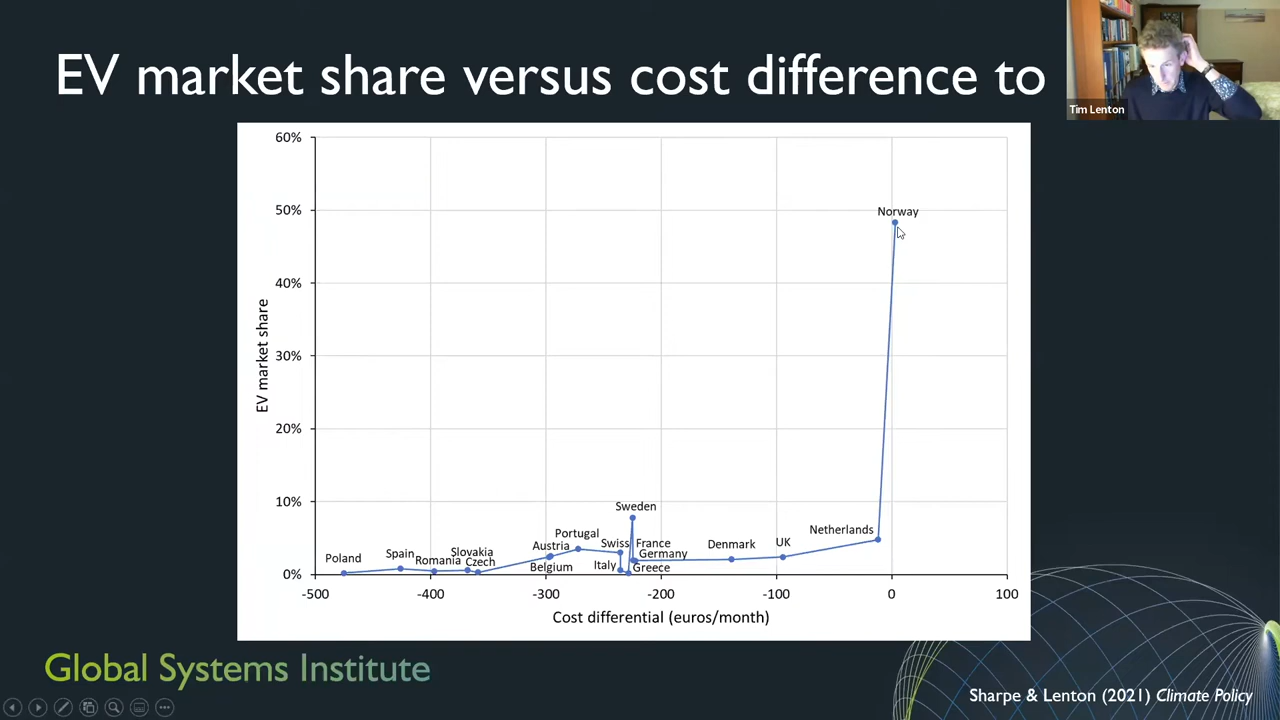 EV market share versus cost difference to
Tim Lenton
60%
50%
40%
30%
20%
10%
0%
EV market share
Norway
Sweden
Portugal
Swiss
France
Netherlands
UK
Denmark
Austria
Germany
Slovakia
Spain
Poland
Romania
Czech
Belgium
Italy
Greece
-500
-400
-300
-200
-100
0
100
Cost differential (euros/month)
Global Systems Institute
Sharpe & Lenton (2021) Climate Policy